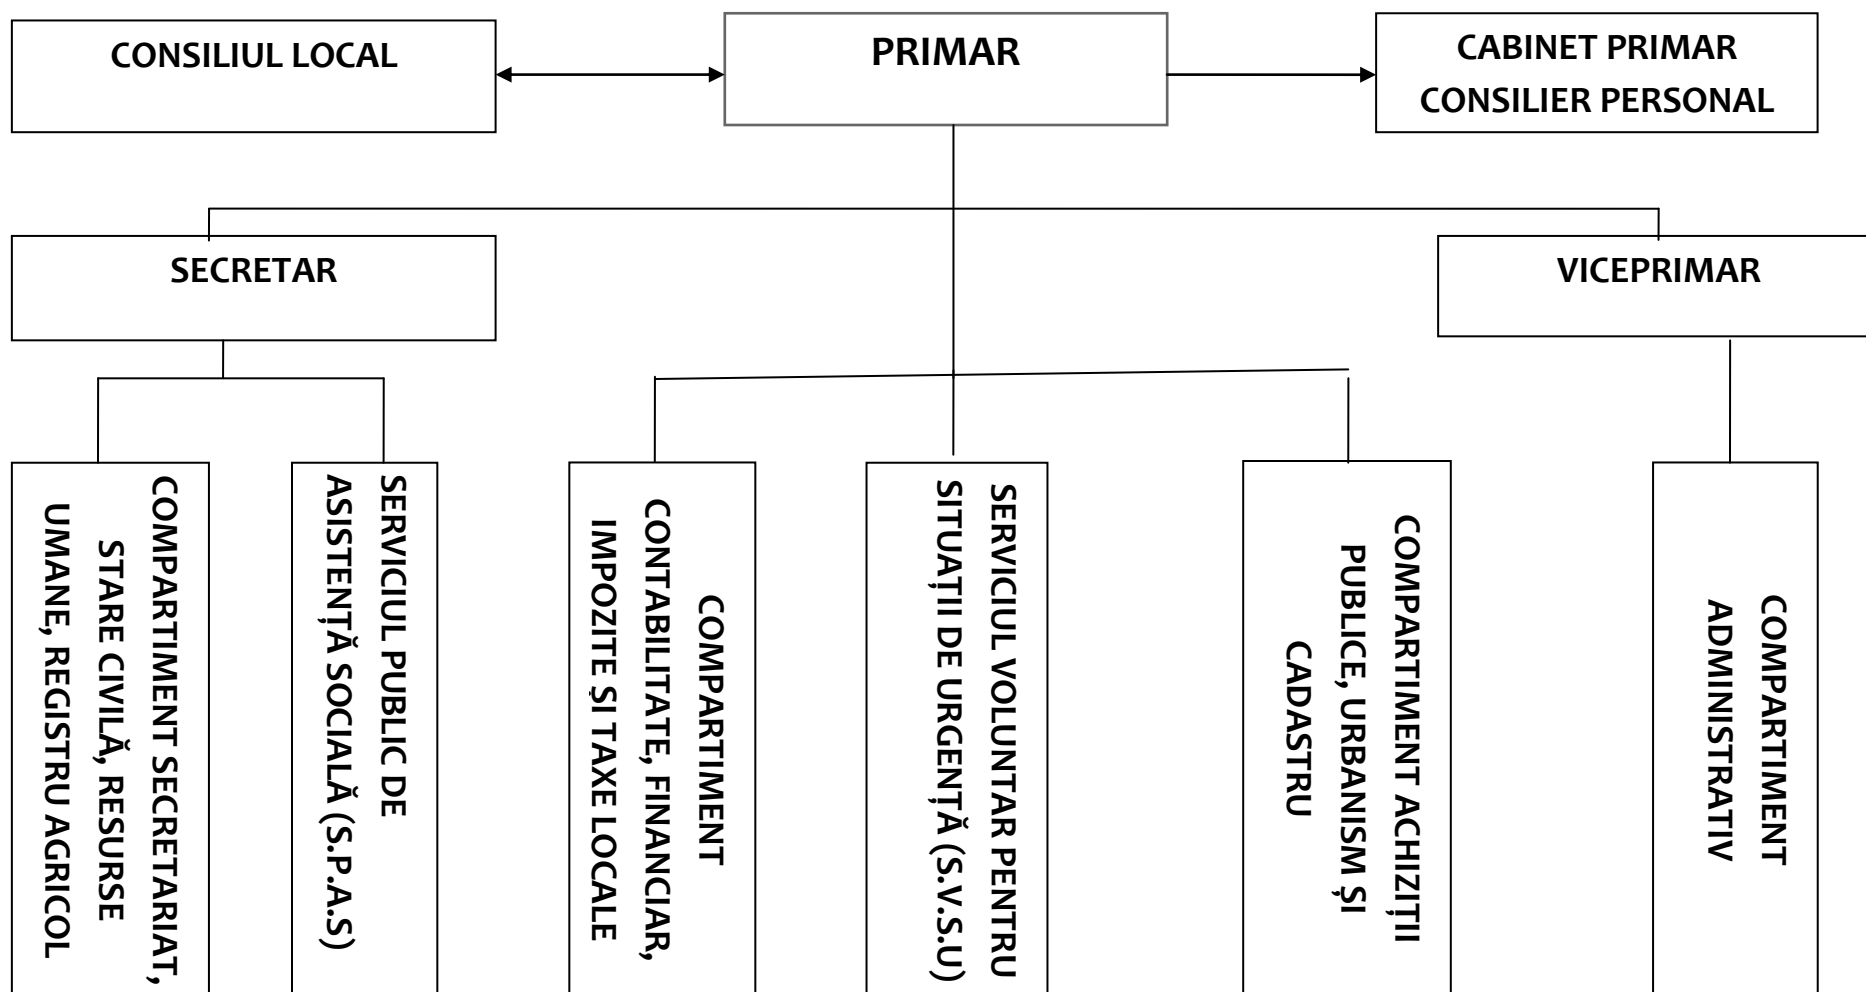 CONSILIUL LOCAL
PRIMAR
CABINET PRIMAR
CONSILIER PERSONAL
SECRETAR
VICEPRIMAR
COMPARTIMENT SECRETARIAT,
STARE CIVILĂ, RESURSE
UMANE, REGISTRU AGRICOL
SERVICIUL PUBLIC DE
ASISTENȚĂ SOCIALĂ (S.P.A.S)
COMPARTIMENT
CONTABILITATE, FINANCIAR,
IMPOZITE ȘI TAXE LOCALE
SERVICIUL VOLUNTAR PENTRU
SITUAȚII DE URGENȚĂ (S.V.S.U)
COMPARTIMENT ACHIZIȚII
PUBLICE, URBANISM ȘI
CADASTRU
COMPARTIMENT
ADMINISTRATIV